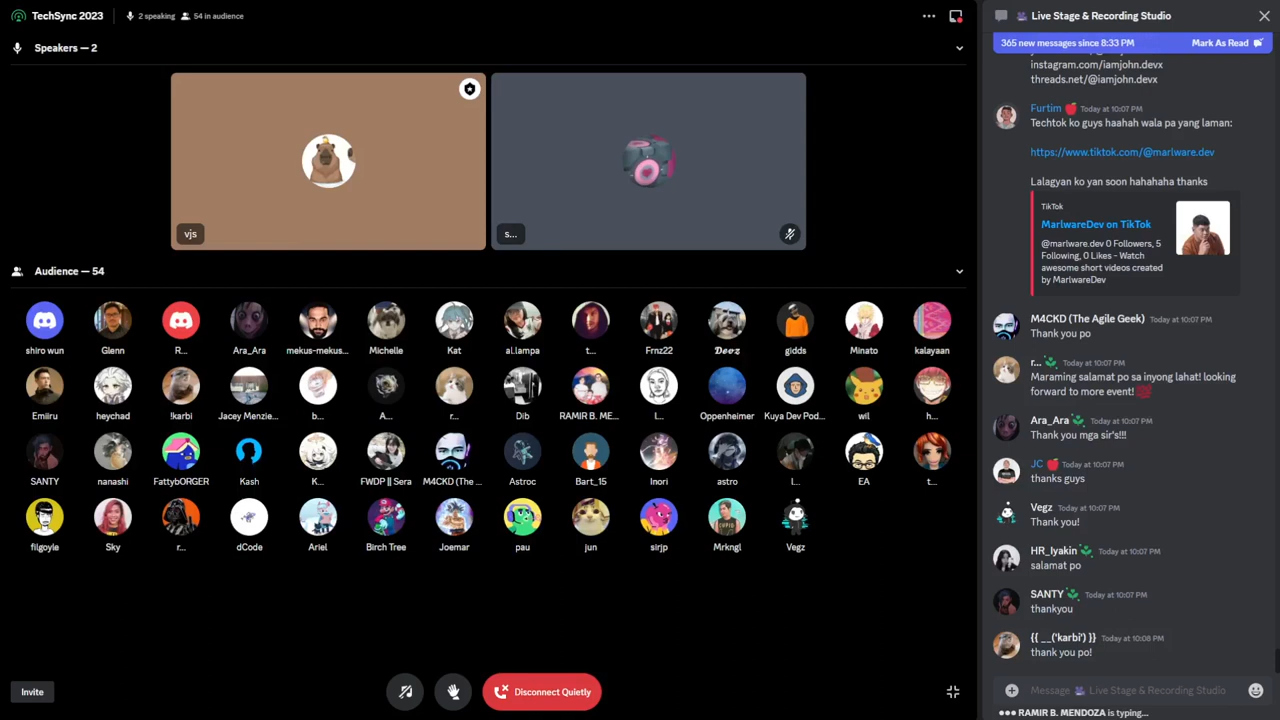 TechSync 2023
2 speaking 54 in audience
Speakers — 2
vjs
s...
Audience — 54
shiro wun
Glenn
R...
Ara_Ara
mekus-mekus...
Michelle
Kat
al.lampa
t...
Frnz22
𝓓𝓮𝓸𝔃
gidds
Minato
kalayaan
Emiiru
heychad
!karbi
Jacey Menzie...
b...
A...
r...
Dib
RAMIR B. ME...
I...
Oppenheimer
Kuya Dev Pod...
wil
h...
SANTY
nanashi
FattybORGER
Kash
K...
FWDP || Sera
M4CKD (The ...
Astroc
Bart_15
Inori
astro
I...
EA
t...
filgoyle
Sky
r...
dCode
Ariel
Birch Tree
Joemar
pau
jun
sirjp
Mrkngl
Vegz
CUPID
Invite
Disconnect Quietly
Live Stage & Recording Studio
365 new messages since 8:33 PM Mark As Read
instagram.com/iamjohn.devx
threads.net/@iamjohn.devx
Furtim Today at 10:07 PM
Techtok ko guys haahah wala pa yang laman:
https://www.tiktok.com/@marlware.dev
Lalagyan ko yan soon hahahaha thanks
TikTok
MarlwareDev on TikTok
@marlware.dev 0 Followers, 5
Following, 0 Likes - Watch
awesome short videos created
by MarlwareDev
M4CKD (The Agile Geek) Today at 10:07 PM
Thank you po
r... Today at 10:07 PM
Maraming salamat po sa inyong lahat! looking
forward to more event! 💯
Ara_Ara Today at 10:07 PM
Thank you mga sir's!!!
JC Today at 10:07 PM
thanks guys
Vegz Today at 10:07 PM
Thank you!
HR_Iyakin Today at 10:07 PM
salamat po
SANTY Today at 10:07 PM
thankyou
{{ __('karbi') }} Today at 10:08 PM
thank you po!
Message Live Stage & Recording Studio
RAMIR B. MENDOZA is typing...